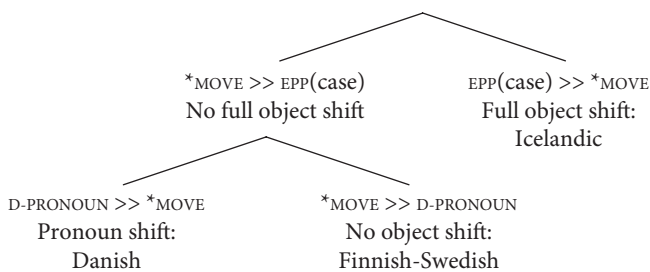 *MOVE >> EPP(case) EPP(case) >> *MOVE
No full object shift Full object shift:
Icelandic
D-PRONOUN >> *MOVE *MOVE >> D-PRONOUN
Pronoun shift: No object shift:
Danish Finnish-Swedish